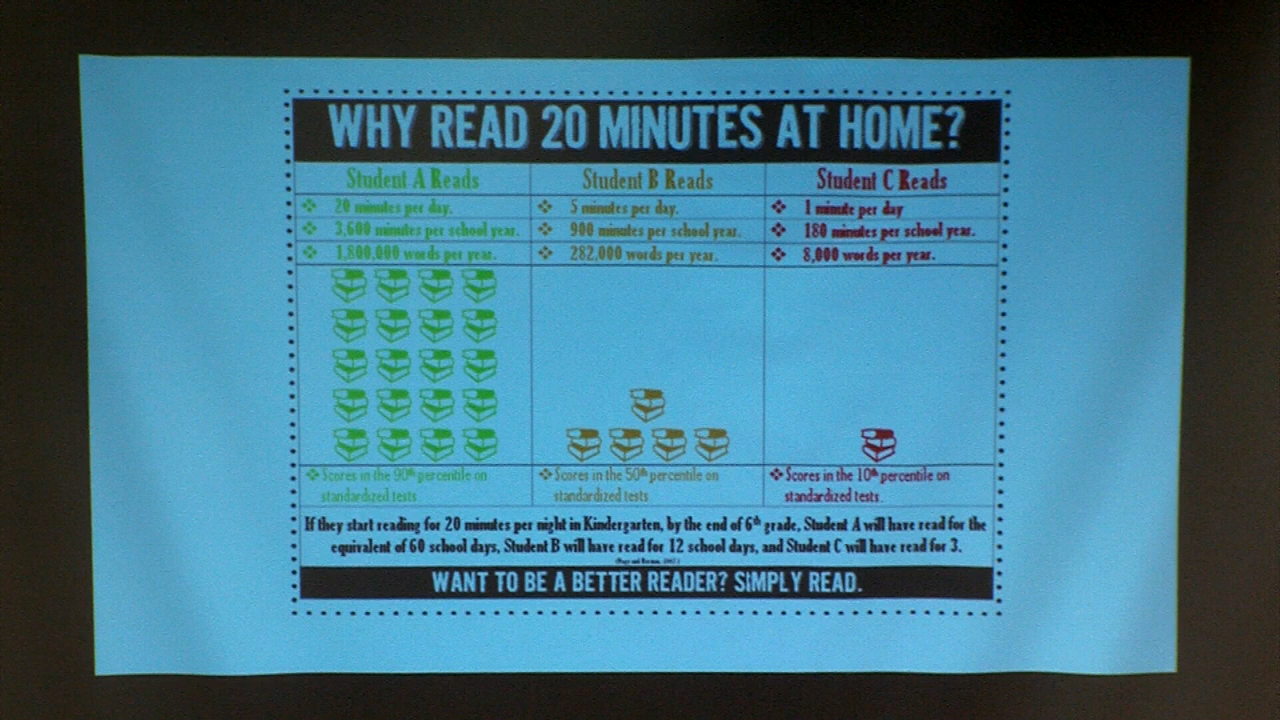 WHY READ 20 MINUTES AT HOME?
Student A Reads
20 minutes per day.
3,600 minutes per school year.
1,800,000 words per year.
Scores in the 90th percentile on
standardized tests
Student B Reads
5 minutes per day.
900 minutes per school year.
282,000 words per year.
Scores in the 50th percentile on
standardized tests
Student C Reads
1 minute per day
180 minutes per school year.
8,000 words per year.
Scores in the 10th percentile on
standardized tests.
If they start reading for 20 minutes per night in Kindergarten, by the end of 6th grade, Student A will have read for the
equivalent of 60 school days, Student B will have read for 12 school days, and Student C will have read for 3.
WANT TO BE A BETTER READER? SIMPLY READ.